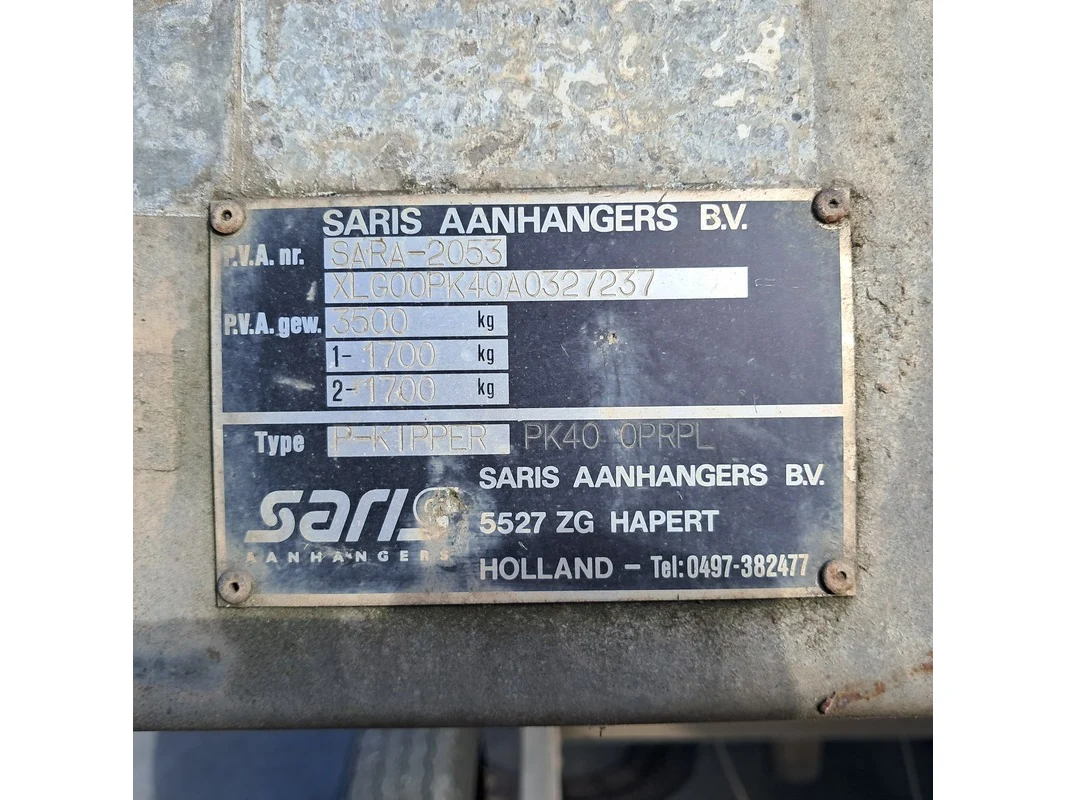 SARIS AANHANGERS B.V.
P.V.A. nr. SARA-2053
XLG00PK40A0327237
P.V.A. gew. 3500 kg
1- 1700 kg
2- 1700 kg
Type P-KIPPER PK40 0PRPL
SARIS AANHANGERS B.V.
saris
AANHANGERS
5527 ZG HAPERT
HOLLAND - Tel: 0497-382477